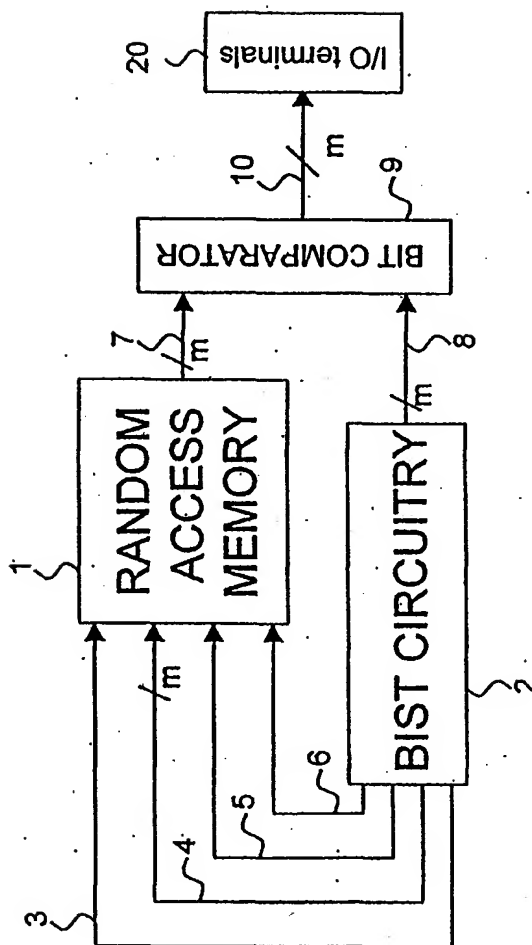 3
4
5
6
1
m
RANDOM
ACCESS
MEMORY
7
m
BIST CIRCUITRY
2
m
8
BIT COMPARATOR
9
10
m
20
I/O terminals